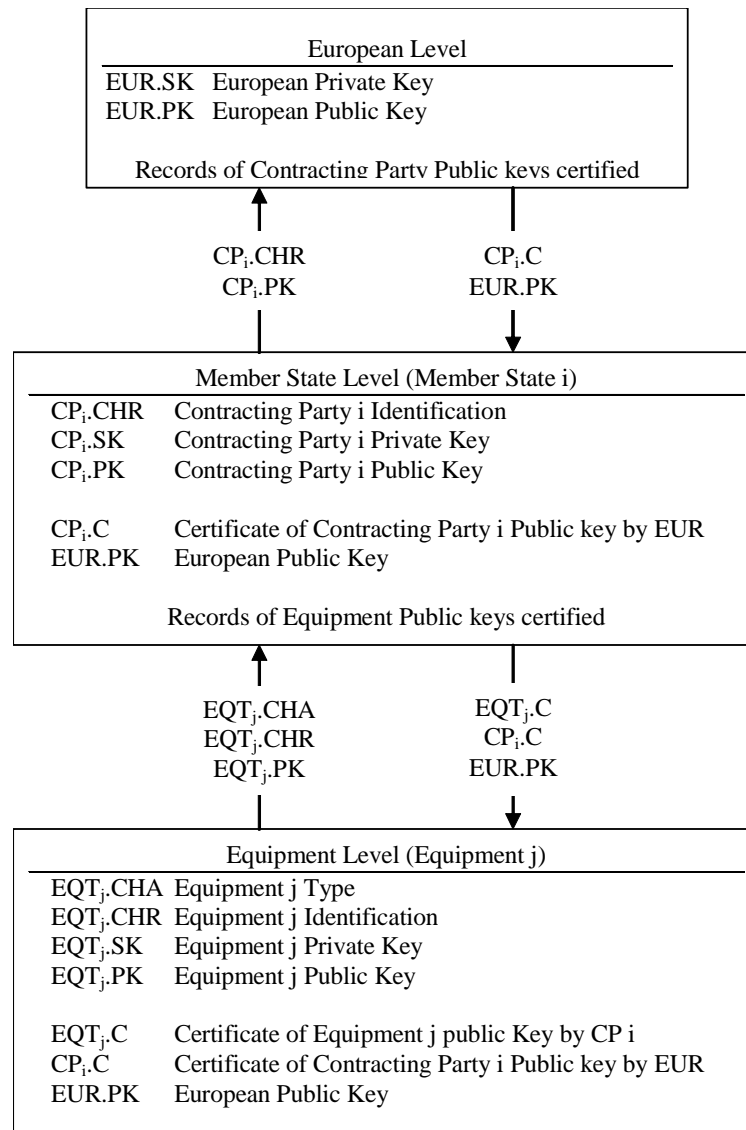 European Level
EUR.SK European Private Key
EUR.PK European Public Key
Records of Contracting Party Public keys certified
CPi.CHR
CPi.PK
CPi.C
EUR.PK
Member State Level (Member State i)
CPi.CHR Contracting Party i Identification
CPi.SK Contracting Party i Private Key
CPi.PK Contracting Party i Public Key
CPi.C Certificate of Contracting Party i Public key by EUR
EUR.PK European Public Key
Records of Equipment Public keys certified
EQTj.CHA
EQTj.CHR
EQTj.PK
EQTj.C
CPi.C
EUR.PK
Equipment Level (Equipment j)
EQTj.CHA Equipment j Type
EQTj.CHR Equipment j Identification
EQTj.SK Equipment j Private Key
EQTj.PK Equipment j Public Key
EQTj.C Certificate of Equipment j public Key by CP i
CPi.C Certificate of Contracting Party i Public key by EUR
EUR.PK European Public Key